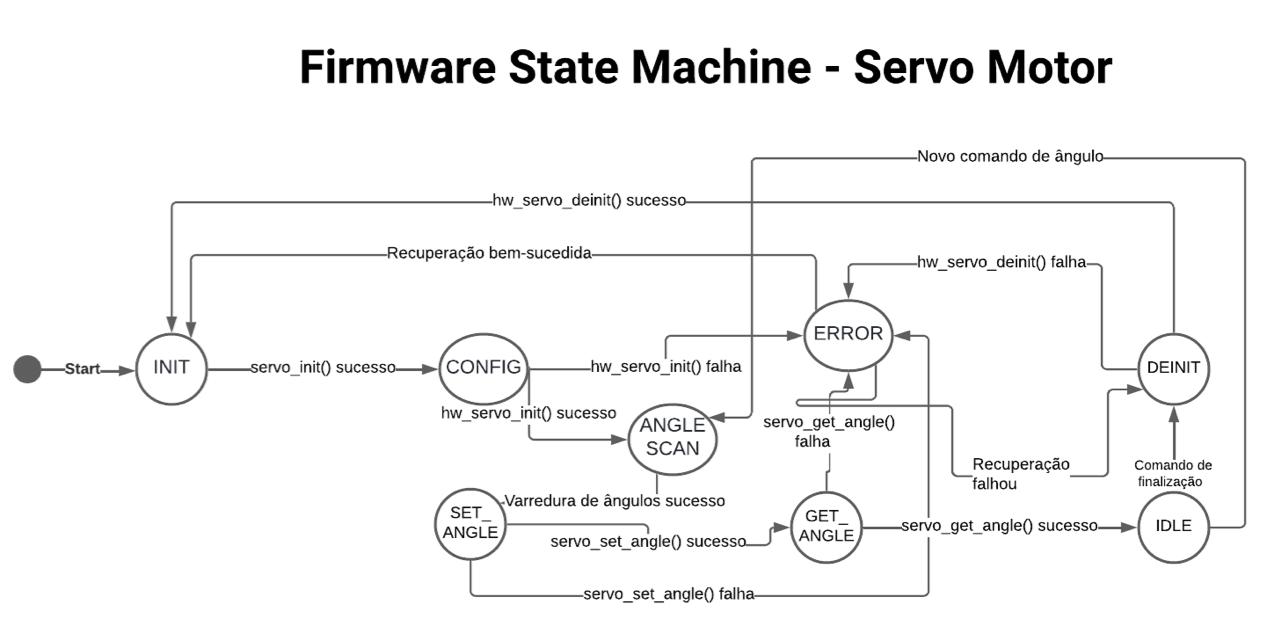 Firmware State Machine - Servo Motor
Novo comando de ângulo
hw_servo_deinit() sucesso
Recuperação bem-sucedida
hw_servo_deinit() falha
ERROR
Start
INIT
servo_init() sucesso
CONFIG
hw_servo_init() falha
DEINIT
hw_servo_init() sucesso
ANGLE
SCAN
servo_get_angle()
falha
Recuperação
falhou
Comando de
finalização
Varredura de ângulos sucesso
SET_
ANGLE
servo_set_angle() sucesso
GET_
ANGLE
servo_get_angle() sucesso
IDLE
servo_set_angle() falha